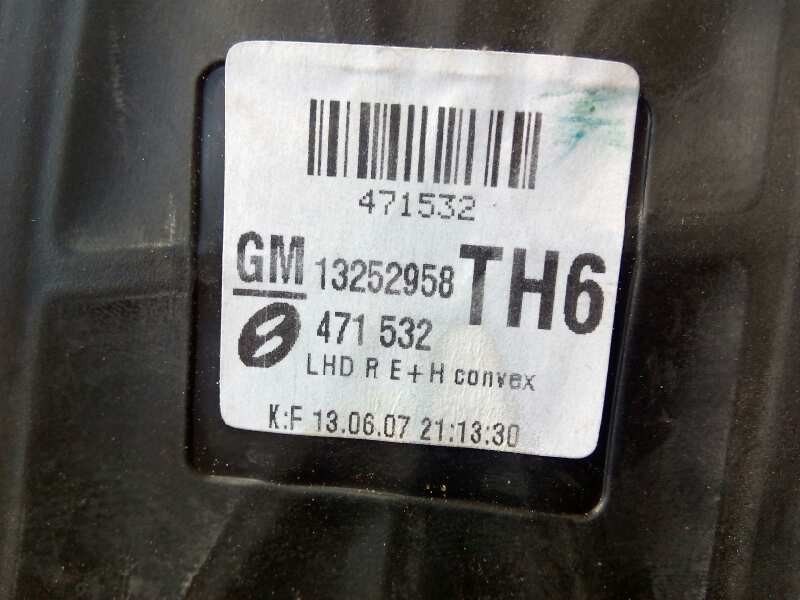 471532
GM 13252958 TH6
471 532
LHD R E+H convex
K:F 13.06.07 21:13:30